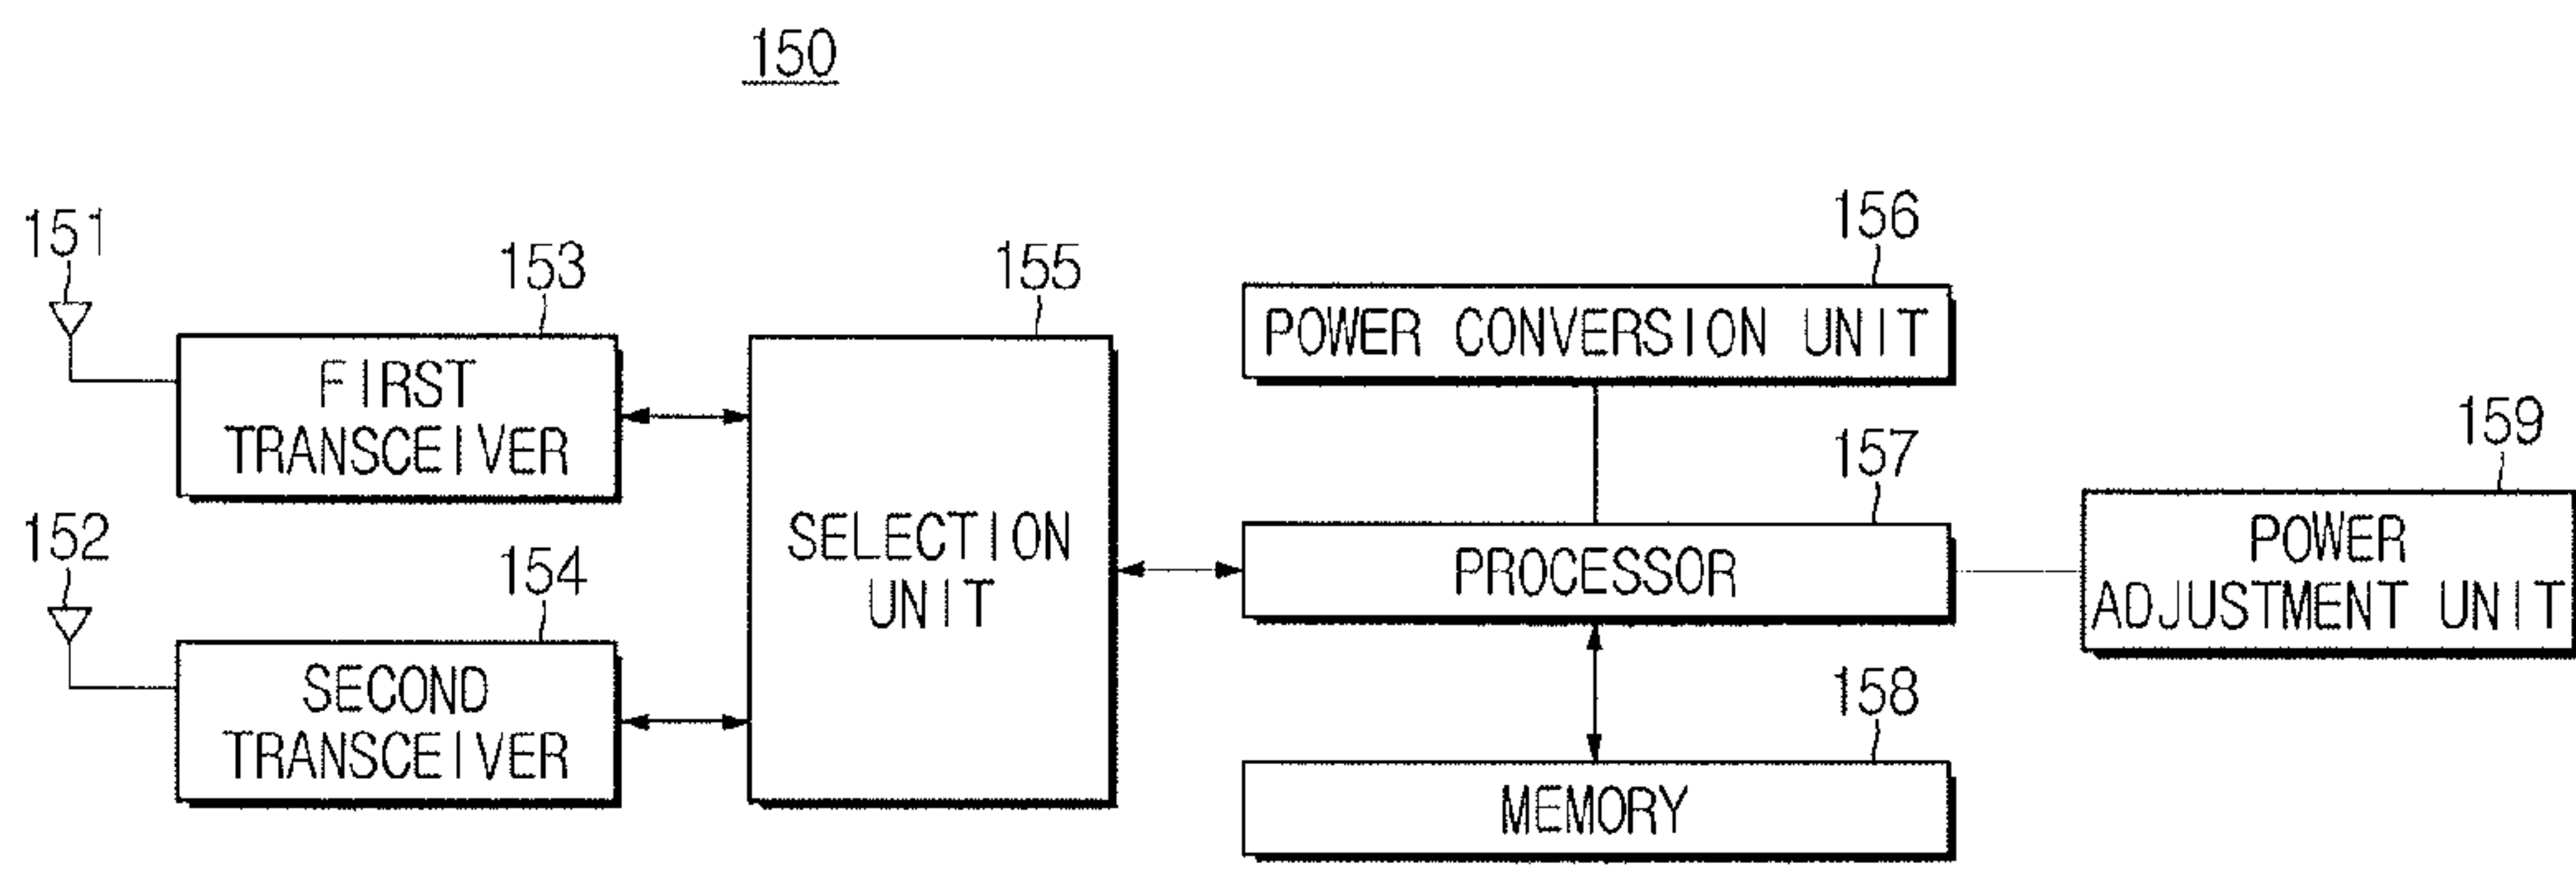 150
151
153
155
156
FIRST
TRANSCEIVER
POWER CONVERSION UNIT
152
154
SELECTION
UNIT
157
159
PROCESSOR
POWER
ADJUSTMENT UNIT
SECOND
TRANSCEIVER
158
MEMORY